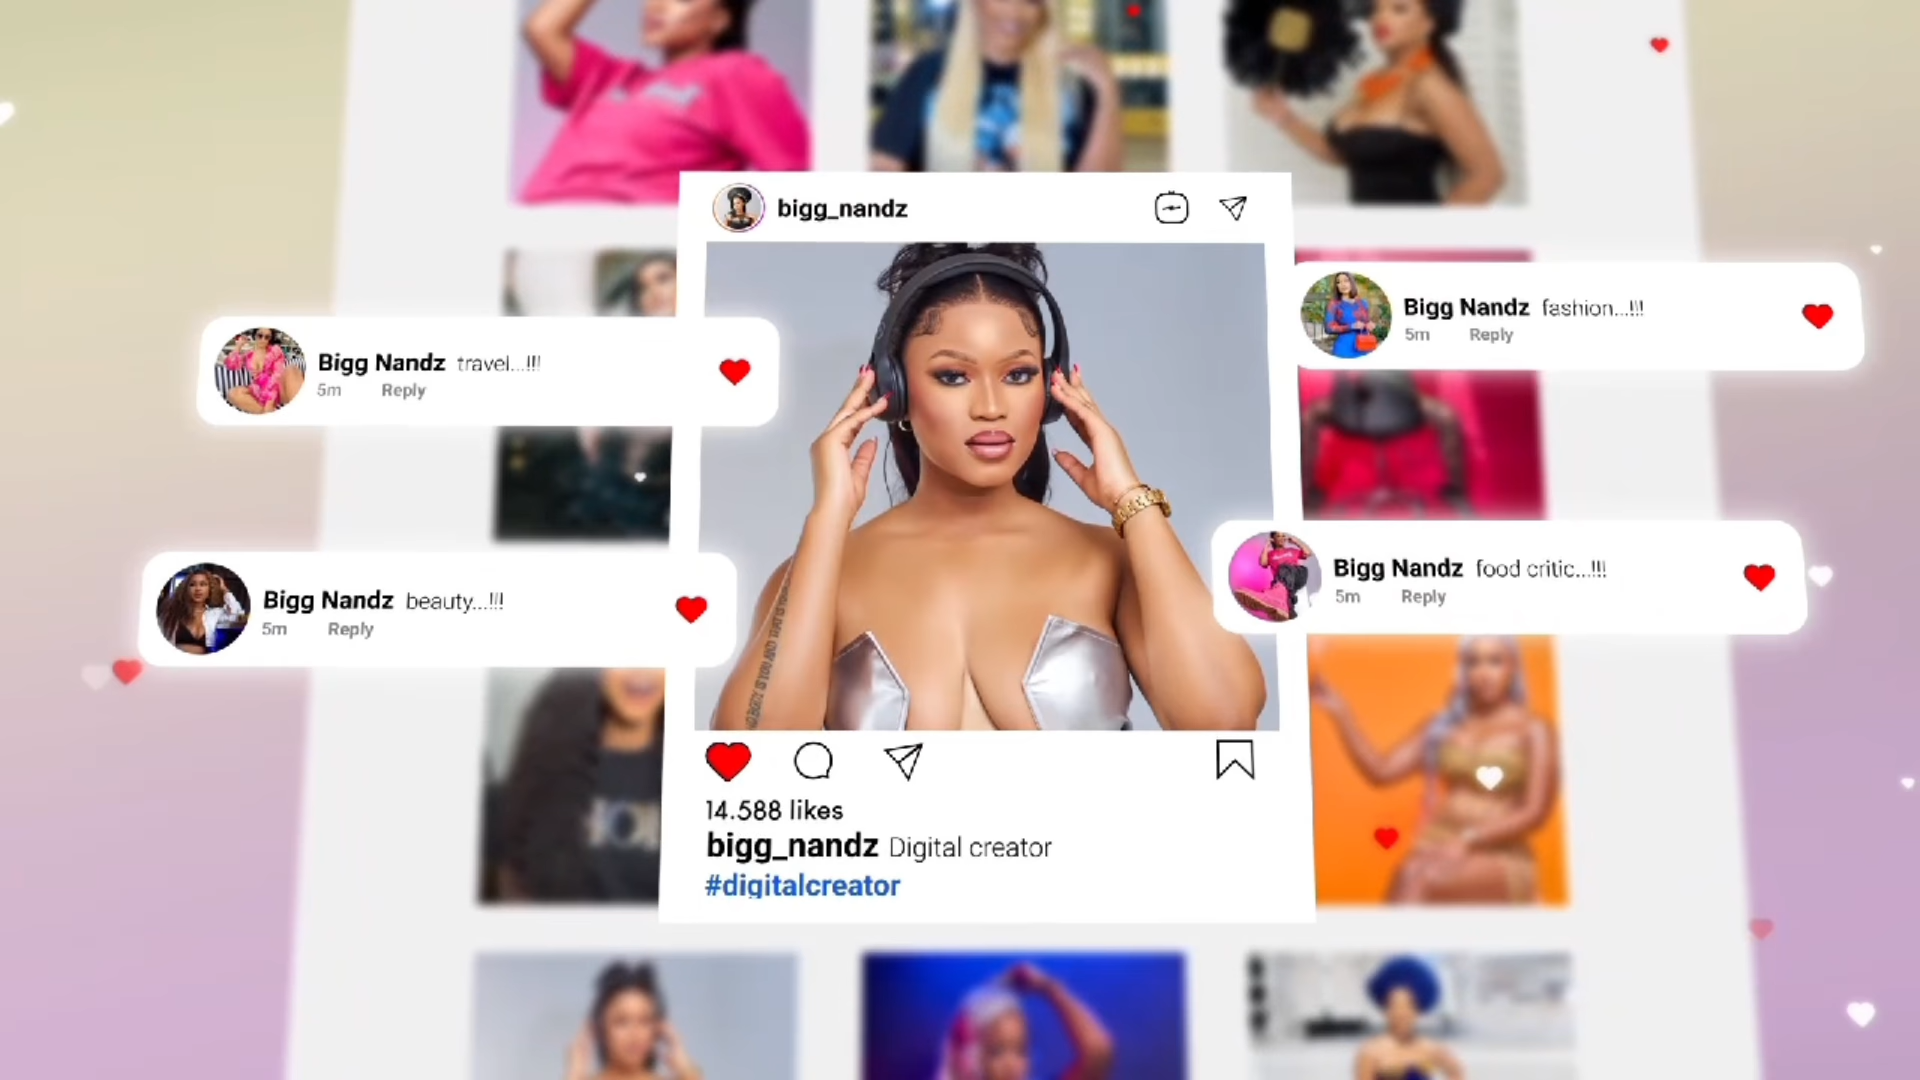 bigg_nandz
Bigg Nandz fashion...!!!
5m Reply
Bigg Nandz travel...!!!
5m Reply
Bigg Nandz food critic...!!!
5m Reply
Bigg Nandz beauty...!!!
5m Reply
14.588 likes
bigg_nandz Digital creator
#digitalcreator